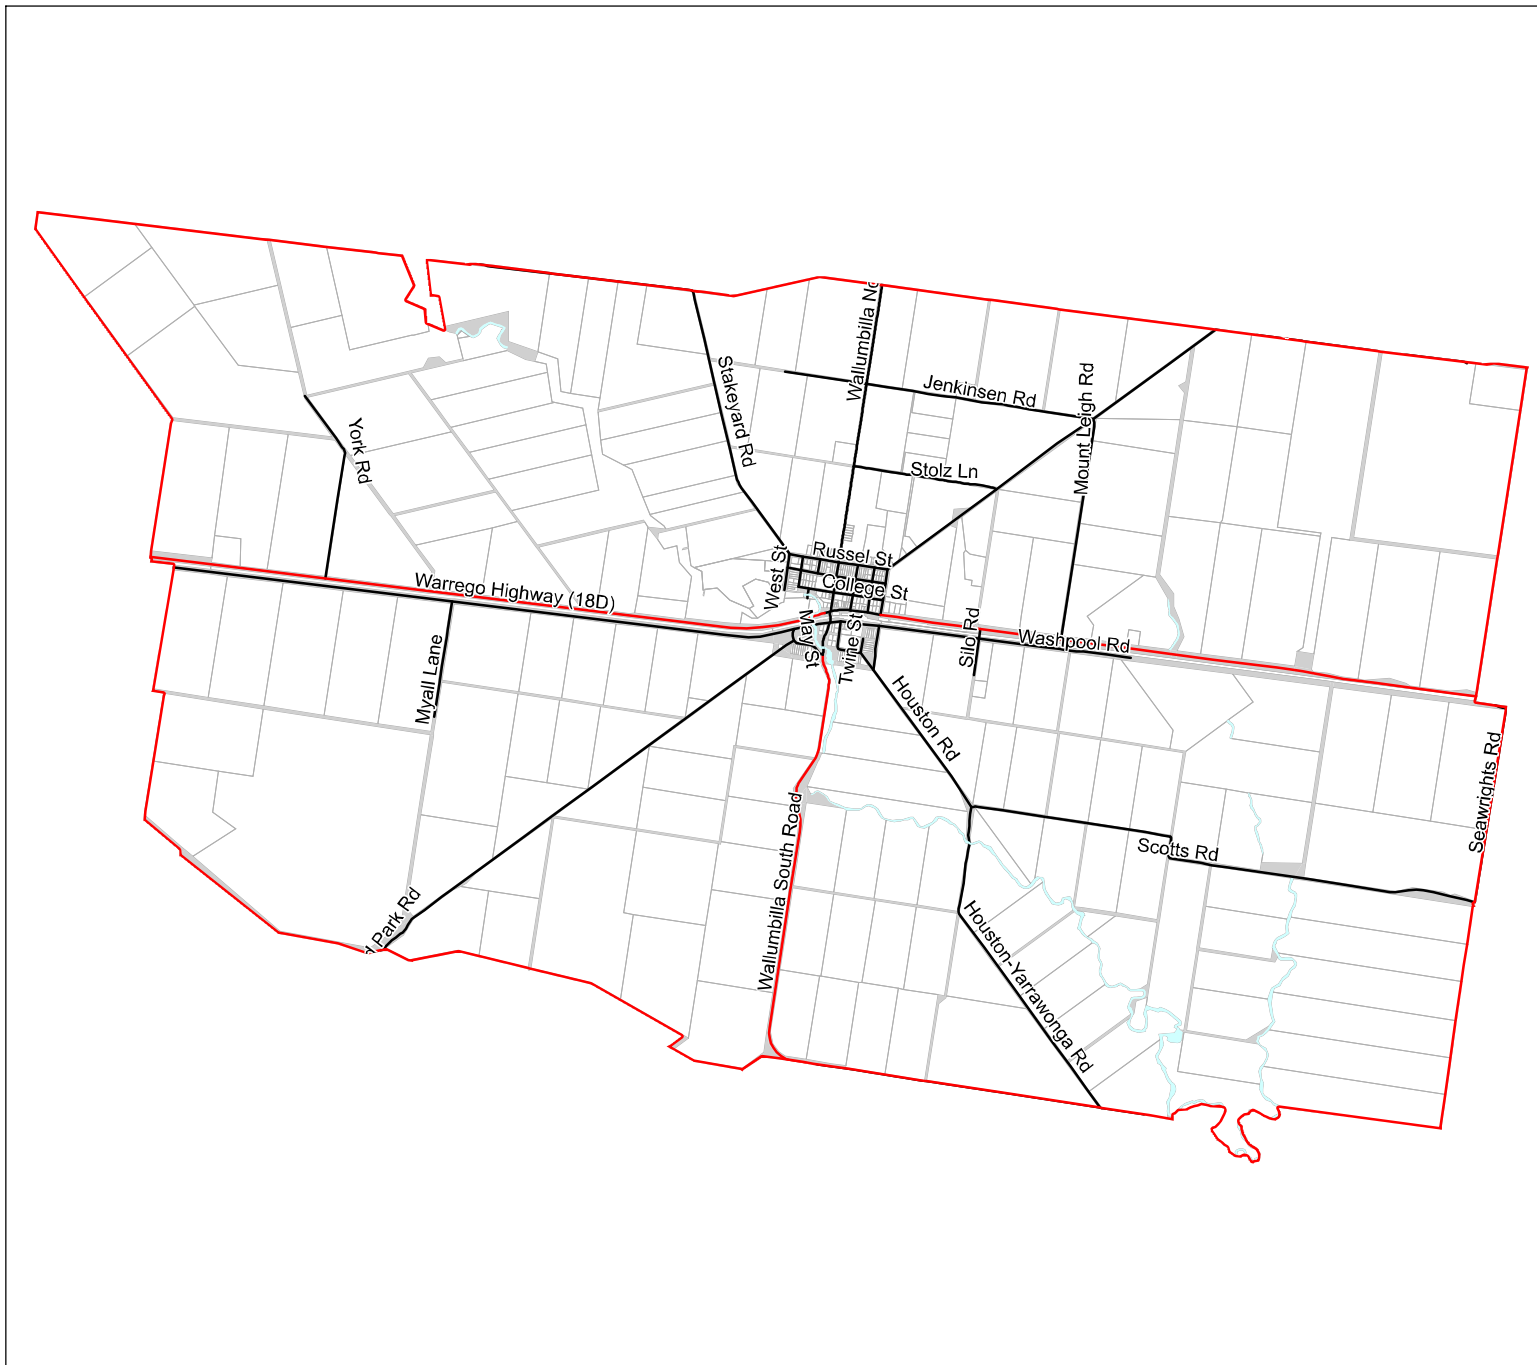 Wallumbilla No
Stakeyard Rd
Jenkinsen Rd
Mount Leigh Rd
York Rd
Stolz Ln
Russel St
West St
College St
Warrego Highway (18D)
May St
Twine St
Silo Rd
Washpool Rd
Myall Lane
Houston Rd
Seawrights Rd
Wallumbilla South Road
Scotts Rd
Park Rd
Houston-Yarrawonga Rd